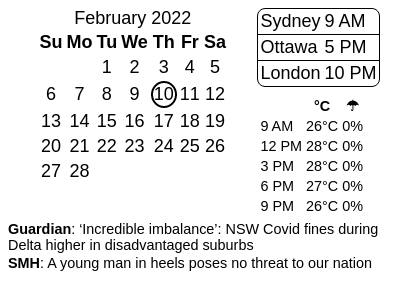 February 2022
Su Mo Tu We Th Fr Sa
1 2 3 4 5
6 7 8 9 10 11 12
13 14 15 16 17 18 19
20 21 22 23 24 25 26
27 28
Sydney 9 AM
Ottawa 5 PM
London 10 PM
°C ☂
9 AM 26°C 0%
12 PM 28°C 0%
3 PM 28°C 0%
6 PM 27°C 0%
9 PM 26°C 0%
Guardian: ‘Incredible imbalance’: NSW Covid fines during
Delta higher in disadvantaged suburbs
SMH: A young man in heels poses no threat to our nation